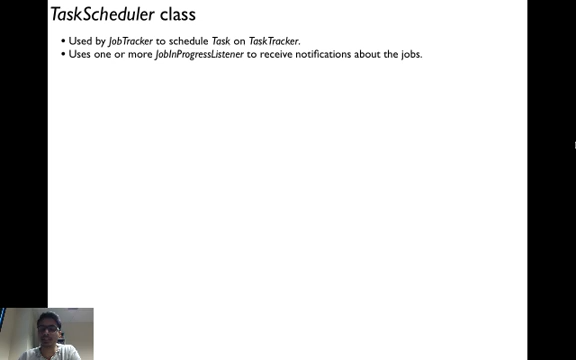 TaskScheduler class
• Used by JobTracker to schedule Task on TaskTracker.
• Uses one or more JobInProgressListener to receive notifications about the jobs.